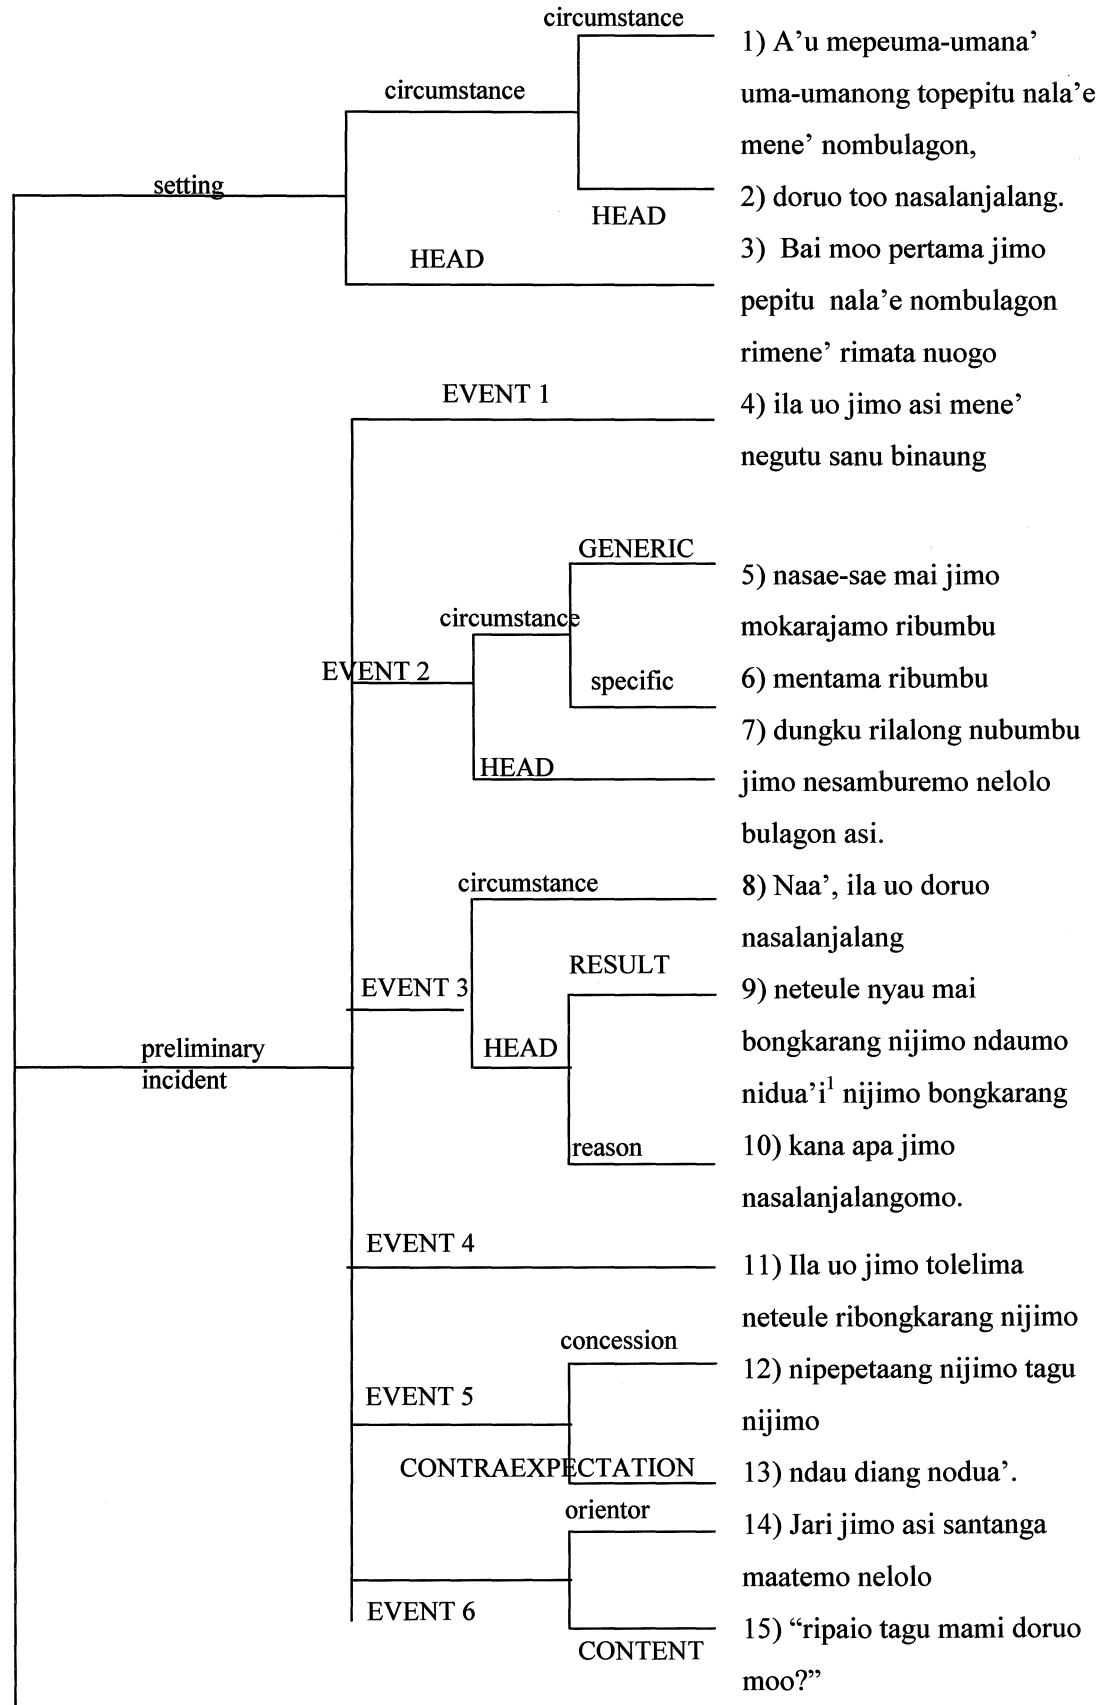 circumstance
1) A’u mepeuma-umana’
circumstance
uma-umanong topepitu nala’e
mene’ nombulagon,
setting
2) doruo too nasalanjalang.
HEAD
HEAD
3) Bai moo pertama jimo
pepitu nala’e nombulagon
rimene’ rimata nuogo
EVENT 1
4) ila uo jimo asi mene’
negutu sanu binaung
GENERIC
5) nasae-sae mai jimo
circumstance
mokarajamo ribumbu
EVENT 2
specific
6) mentama ribumbu
7) dungku rilalong nubumbu
HEAD
jimo nesamburemo nelolo
bulagon asi.
circumstance
8) Naa’, ila uo doruo
nasalanjalang
RESULT
EVENT 3
9) neteule nyau mai
preliminary
incident
HEAD
bongkarang nijimo ndaumo
nidua’i1 nijimo bongkarang
reason
10) kana apa jimo
nasalanjalangomo.
EVENT 4
11) Ila uo jimo tolelima
neteule ribongkarang nijimo
concession
12) nipepetaang nijimo tagu
EVENT 5
nijimo
CONTRAEXPECTATION
13) ndau diang nodua’.
orientor
14) Jari jimo asi santanga
maatemo nelolo
EVENT 6
15) “ripaio tagu mami doruo
CONTENT
moo?”